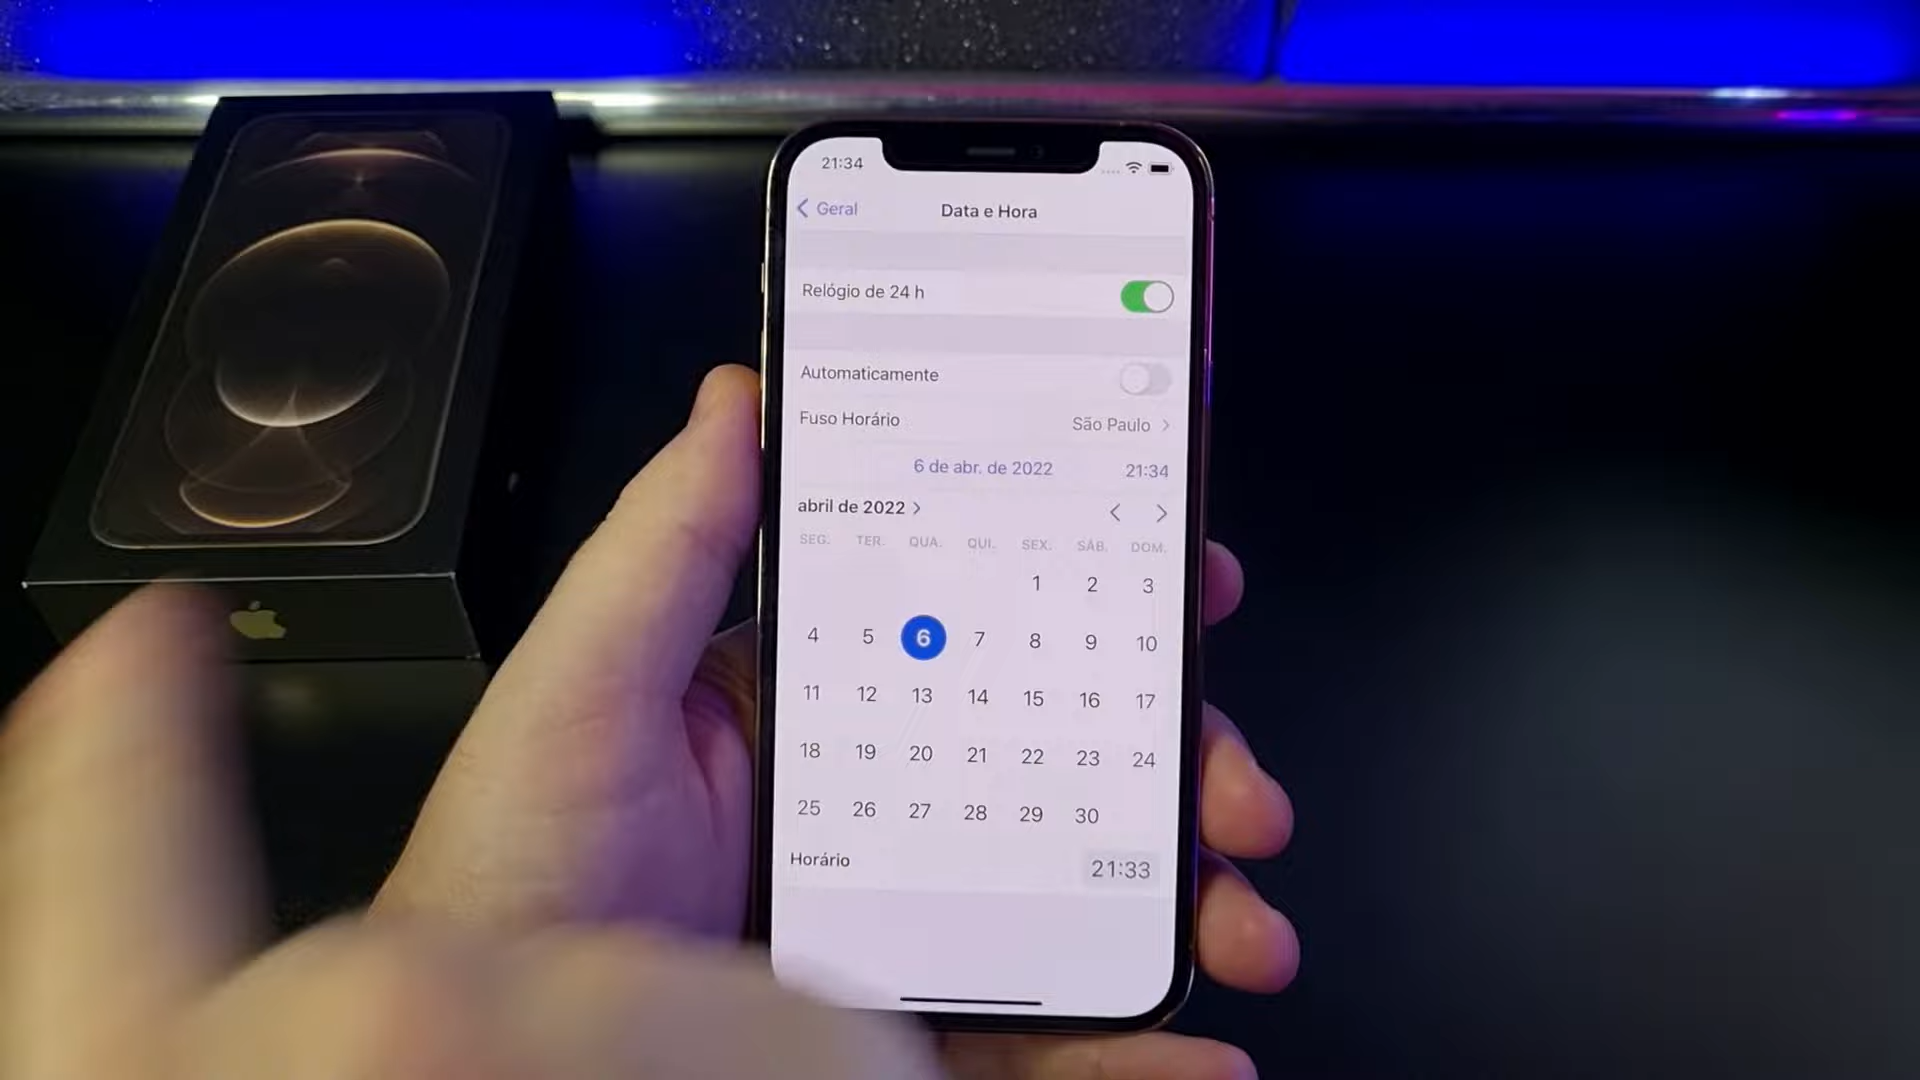 21:34
Geral
Data e Hora
Relógio de 24 h
Automaticamente
Fuso Horário São Paulo
6 de abr. de 2022 21:34
abril de 2022
SEG. TER. QUA. QUI. SEX. SÁB. DOM.
1 2 3
4 5 6 7 8 9 10
11 12 13 14 15 16 17
18 19 20 21 22 23 24
25 26 27 28 29 30
Horário 21:33